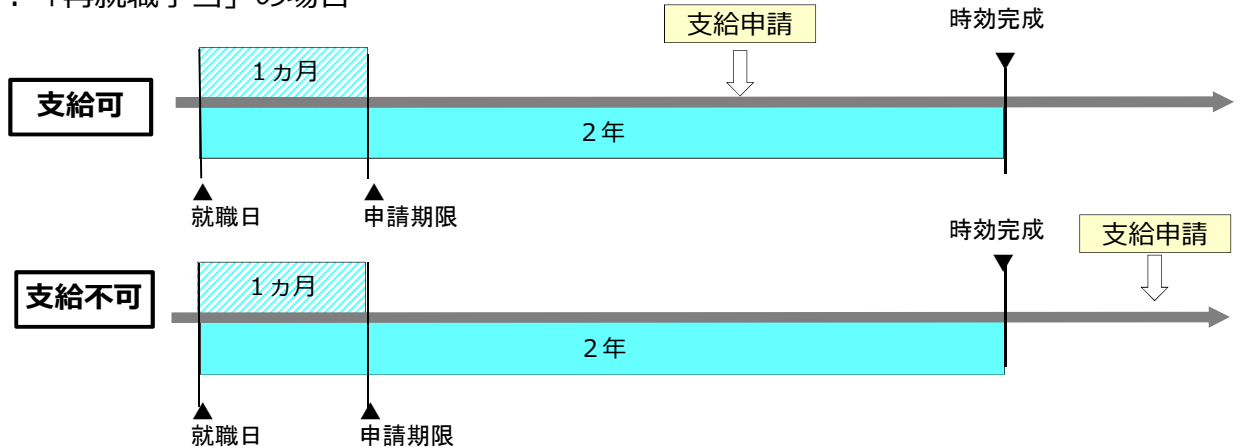 ：「再就職手当」の場合
支給申請
時効完成
1ヵ月
支給可
2年
就職日
申請期限
時効完成
支給申請
1ヵ月
支給不可
2年
就職日
申請期限